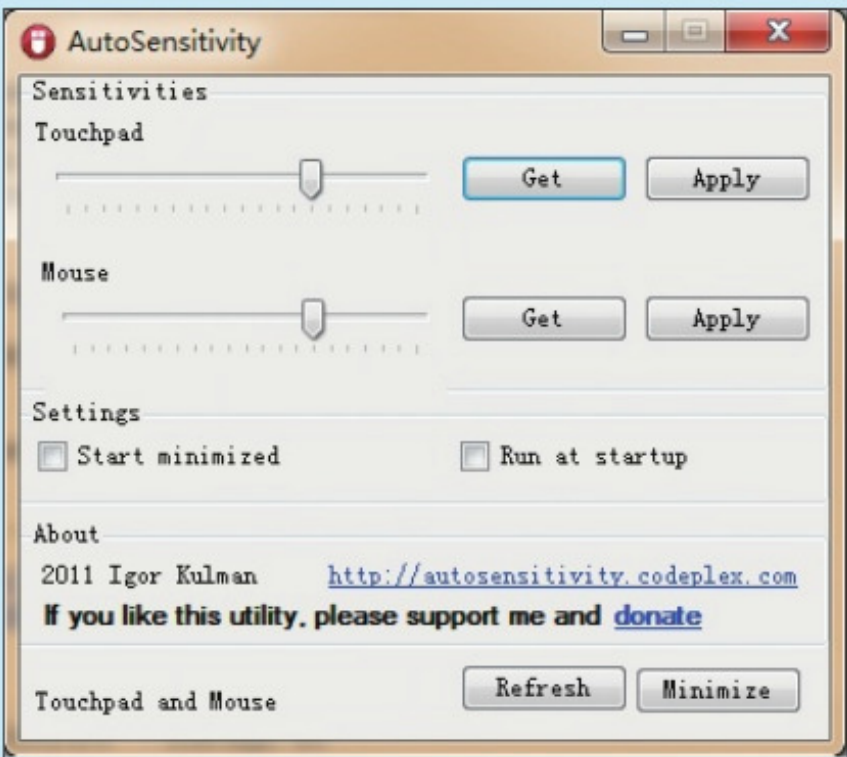 AutoSensitivity
Sensitivities
Touchpad
Get Apply
Mouse
Get Apply
Settings
Start minimized Run at startup
About
2011 Igor Kulman http://autosensitivity.codeplex.com
If you like this utility, please support me and donate
Touchpad and Mouse Refresh Minimize